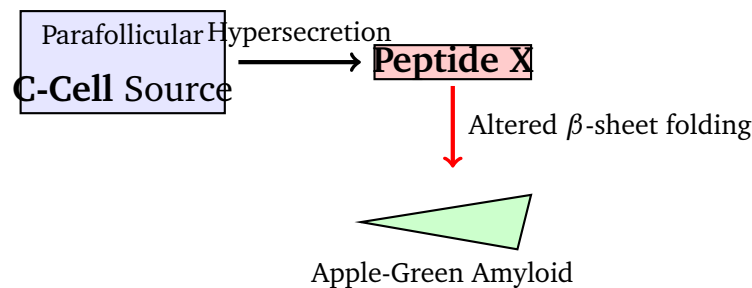 Parafollicular
C-Cell Source
Hypersecretion
Peptide X
Altered β-sheet folding
Apple-Green Amyloid